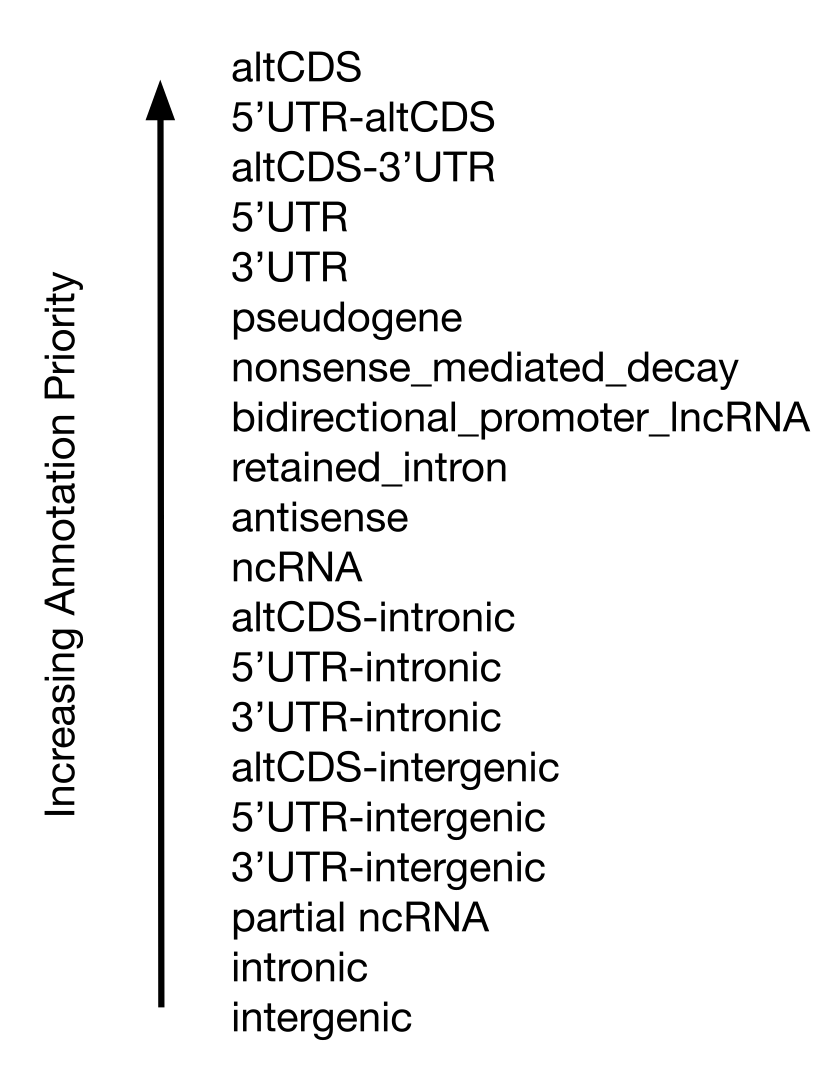 Increasing Annotation Priority
altCDS
5’UTR-altCDS
altCDS-3’UTR
5’UTR
3’UTR
pseudogene
nonsense_mediated_decay
bidirectional_promoter_lncRNA
retained_intron
antisense
ncRNA
altCDS-intronic
5’UTR-intronic
3’UTR-intronic
altCDS-intergenic
5’UTR-intergenic
3’UTR-intergenic
partial ncRNA
intronic
intergenic